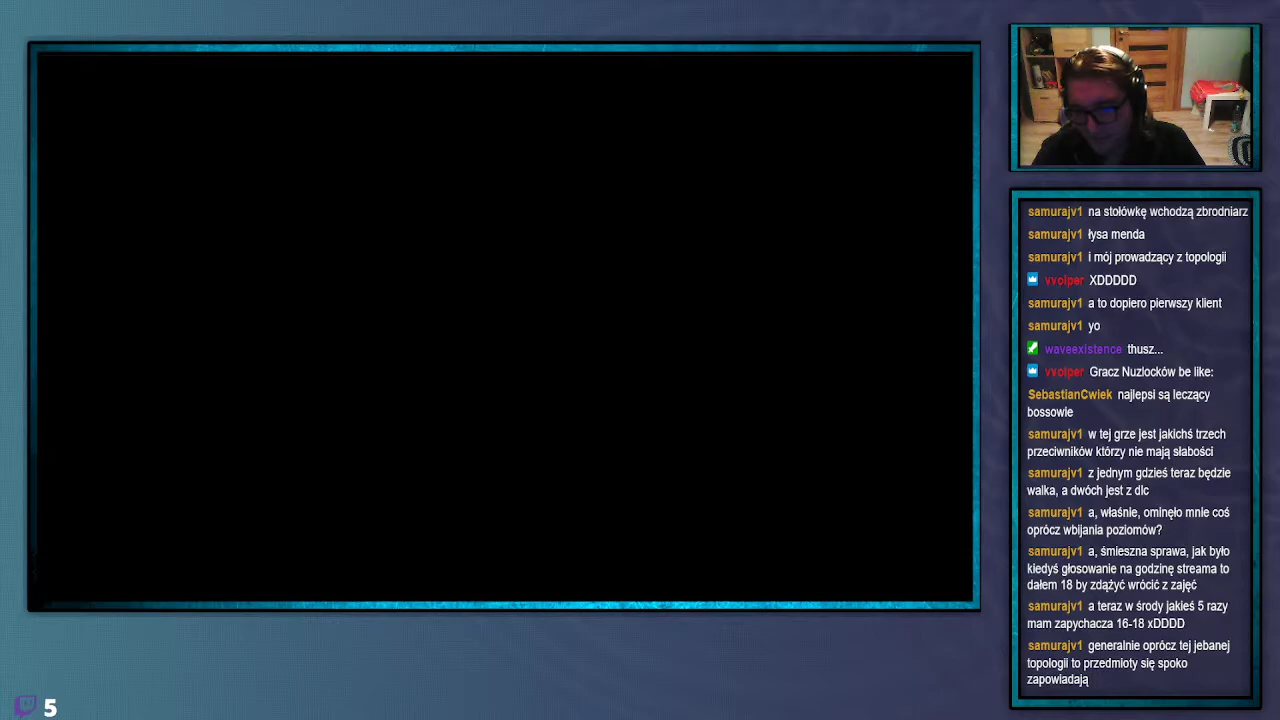 samurajv1 na stołówkę wchodzą zbrodniarz
samurajv1 łysa menda
samurajv1 i mój prowadzący z topologii
vvolper XDDDDD
samurajv1 a to dopiero pierwszy klient
samurajv1 yo
waveexistence thusz...
vvolper Gracz Nuzlocków be like:
SebastianCwiek najlepsi są leczący
bossowie
samurajv1 w tej grze jest jakichś trzech
przeciwników którzy nie mają słabości
samurajv1 z jednym gdzieś teraz będzie
walka, a dwóch jest z dlc
samurajv1 a, właśnie, ominęło mnie coś
oprócz wbijania poziomów?
samurajv1 a, śmieszna sprawa, jak było
kiedyś głosowanie na godzinę streama to
dałem 18 by zdążyć wrócić z zajęć
samurajv1 a teraz w środy jakieś 5 razy
mam zapychacza 16-18 xDDDD
samurajv1 generalnie oprócz tej jebanej
topologii to przedmioty się spoko
zapowiadają
5